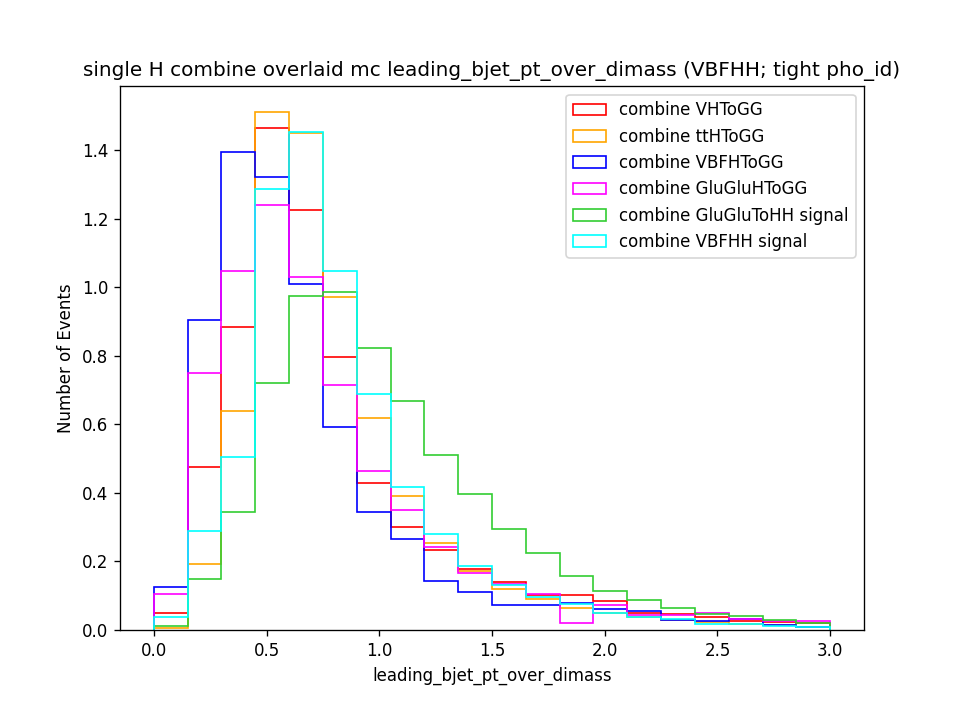 single H combine overlaid mc leading_bjet_pt_over_dimass (VBFHH; tight pho_id)
combine VHToGG
combine ttHToGG
combine VBFHToGG
combine GluGluHToGG
combine GluGluToHH signal
combine VBFHH signal
Number of Events
1.4
1.2
1.0
0.8
0.6
0.4
0.2
0.0
0.0 0.5 1.0 1.5 2.0 2.5 3.0
leading_bjet_pt_over_dimass